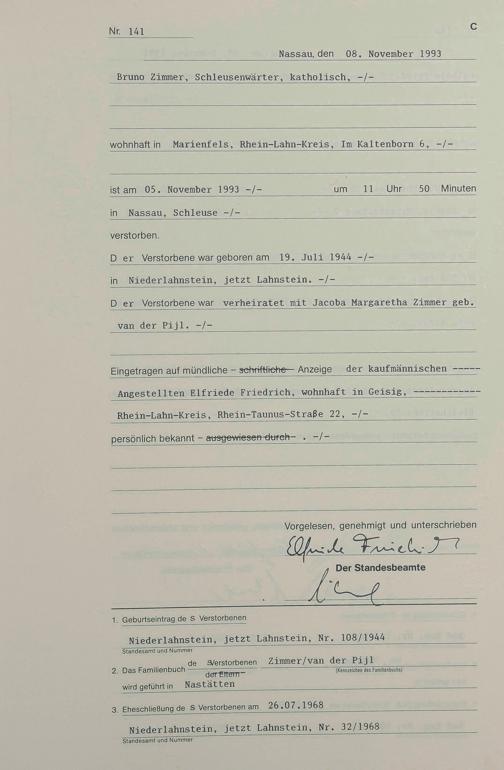 Nr. 141
C
Nassau, den 08. November 1993
Bruno Zimmer, Schleusenwärter, katholisch, -/-
wohnhaft in Marienfels, Rhein-Lahn-Kreis, Im Kaltenborn 6, -/-
ist am 05. November 1993 -/- um 11 Uhr 50 Minuten
in Nassau, Schleuse -/-
verstorben.
D er Verstorbene war geboren am 19. Juli 1944 -/-
in Niederlahnstein, jetzt Lahnstein. -/-
D er Verstorbene war verheiratet mit Jacoba Margaretha Zimmer geb.
van der Pijl. -/-
Eingetragen auf mündliche – schriftliche – Anzeige der kaufmännischen -----
Angestellten Elfriede Friedrich, wohnhaft in Geisig, ------------
Rhein-Lahn-Kreis, Rhein-Taunus-Straße 22, -/-
persönlich bekannt – ausgewiesen durch – . -/-
Vorgelesen, genehmigt und unterschrieben
Elfriede Friedrich
Der Standesbeamte
1. Geburtseintrag de s Verstorbenen
Niederlahnstein, jetzt Lahnstein, Nr. 108/1944
Standesamt und Nummer
2. Das Familienbuch de s Verstorbenen Zimmer/van der Pijl
der Eltern (Kennzeichen des Familienbuchs)
wird geführt in Nastätten
3. Eheschließung de s Verstorbenen am 26.07.1968
Niederlahnstein, jetzt Lahnstein, Nr. 32/1968
Standesamt und Nummer